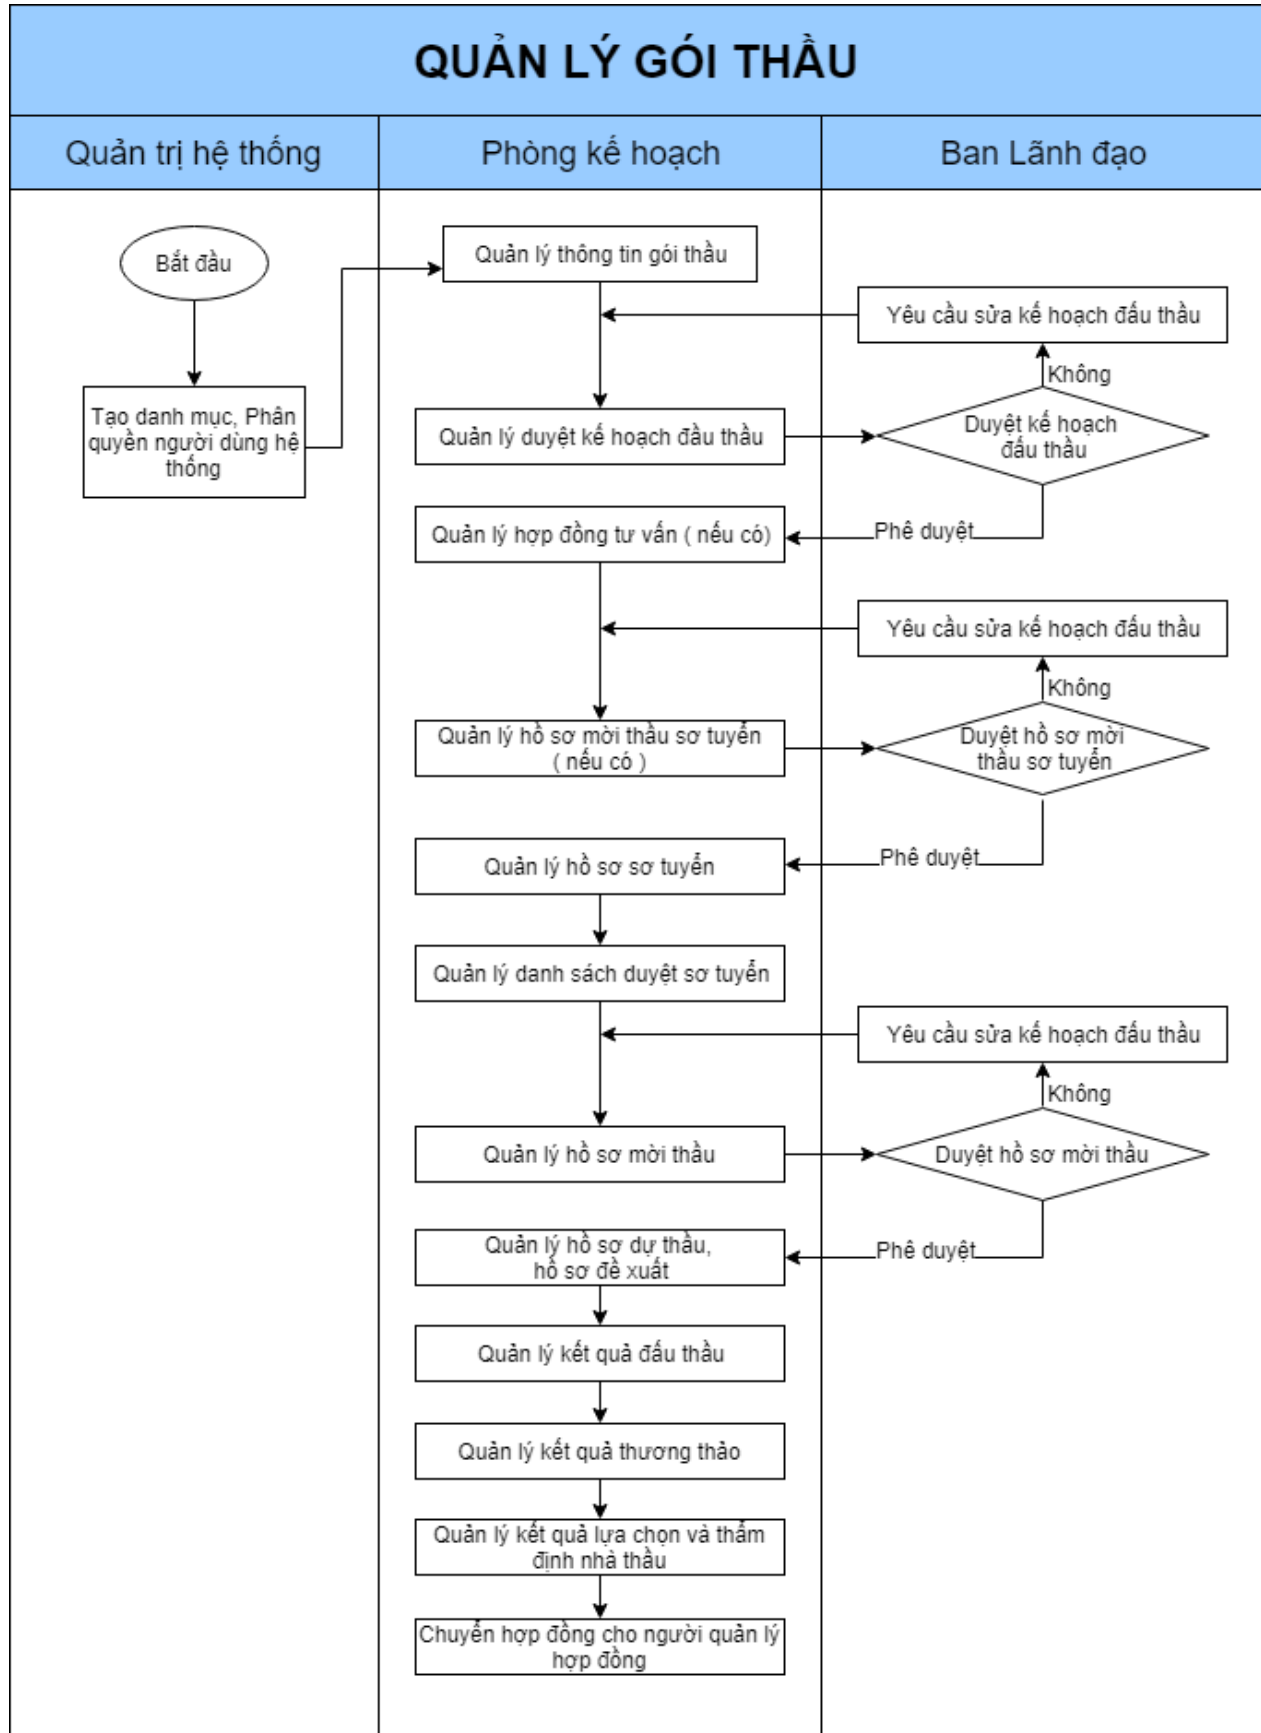 QUẢN LÝ GÓI THẦU
Quản trị hệ thống
Phòng kế hoạch
Ban Lãnh đạo
Bắt đầu
Quản lý thông tin gói thầu
Yêu cầu sửa kế hoạch đấu thầu
Không
Tạo danh mục, Phân
quyền người dùng hệ
thống
Quản lý duyệt kế hoạch đầu thầu
Duyệt kế hoạch
đấu thầu
Quản lý hợp đồng tư vấn ( nếu có)
Phê duyệt
Yêu cầu sửa kế hoạch đấu thầu
Không
Quản lý hồ sơ mời thầu sơ tuyển
( nếu có )
Duyệt hồ sơ mời
thầu sơ tuyển
Quản lý hồ sơ sơ tuyển
Phê duyệt
Quản lý danh sách duyệt sơ tuyển
Yêu cầu sửa kế hoạch đấu thầu
Không
Quản lý hồ sơ mời thầu
Duyệt hồ sơ mời thầu
Quản lý hồ sơ dự thầu,
hồ sơ đề xuất
Phê duyệt
Quản lý kết quả đấu thầu
Quản lý kết quả thương thảo
Quản lý kết quả lựa chọn và thẩm
định nhà thầu
Chuyển hợp đồng cho người quản lý
hợp đồng